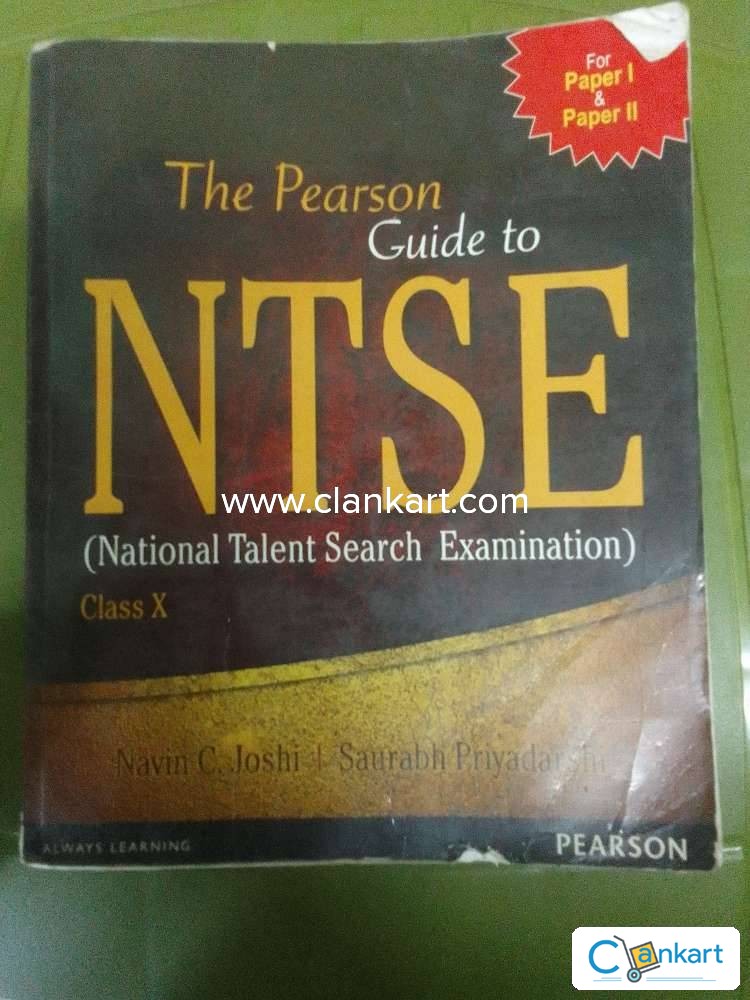 For
Paper I
&
Paper II
The Pearson
Guide to
NTSE
www.clankart.com
(National Talent Search Examination)
Class X
Navin C. Joshi | Saurabh Priyadarshi
ALWAYS LEARNING
PEARSON
Clankart